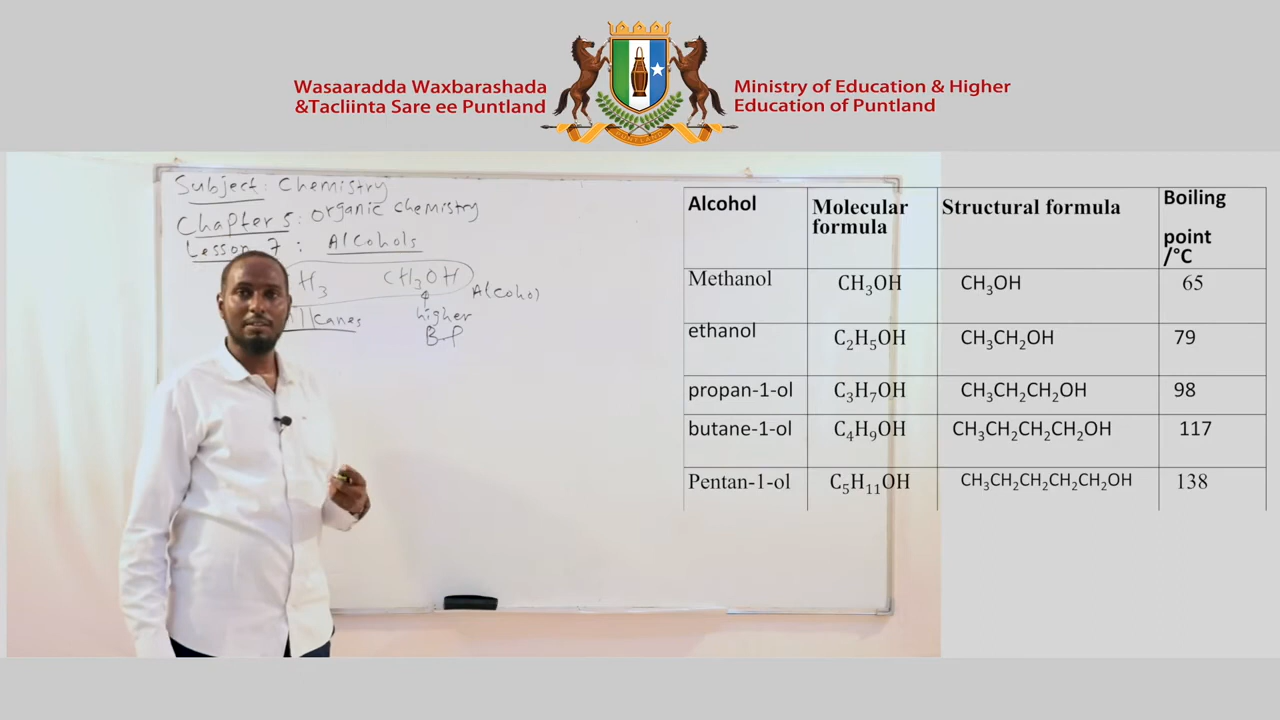 Wasaaradda Waxbarashada
&Tacliinta Sare ee Puntland
Ministry of Education & Higher
Education of Puntland
Subject: Chemistry
Chapter 5: organic chemistry
Lesson 7: Alcohols
H₃ CH₃OH
Alcohol
higher
B.p
Alcohol Molecular formula Structural formula Boiling point /°C
Methanol CH₃OH CH₃OH 65
ethanol C₂H₅OH CH₃CH₂OH 79
propan-1-ol C₃H₇OH CH₃CH₂CH₂OH 98
butane-1-ol C₄H₉OH CH₃CH₂CH₂CH₂OH 117
Pentan-1-ol C₅H₁₁OH CH₃CH₂CH₂CH₂CH₂OH 138